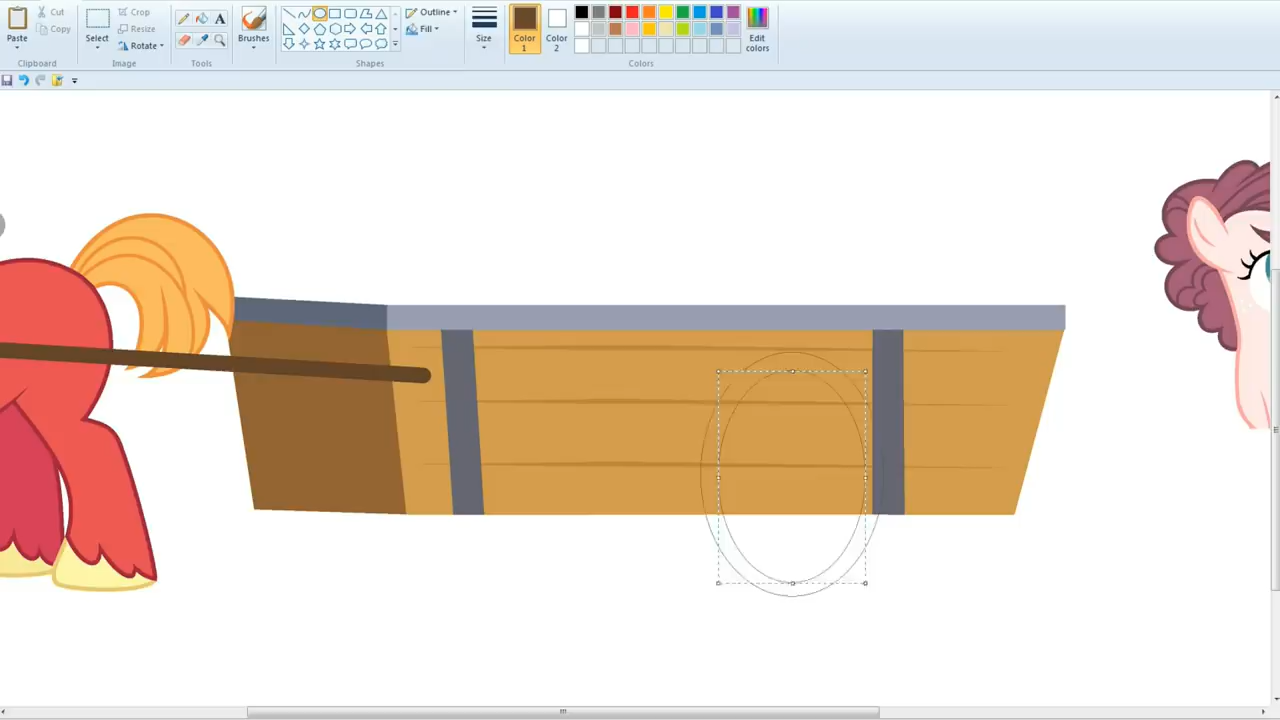 Paste
Cut
Copy
Clipboard
Select
Crop
Resize
Rotate
Image
A
Tools
Brushes
Outline
Fill
Shapes
Size
Color 1
Color 2
Edit colors
Colors